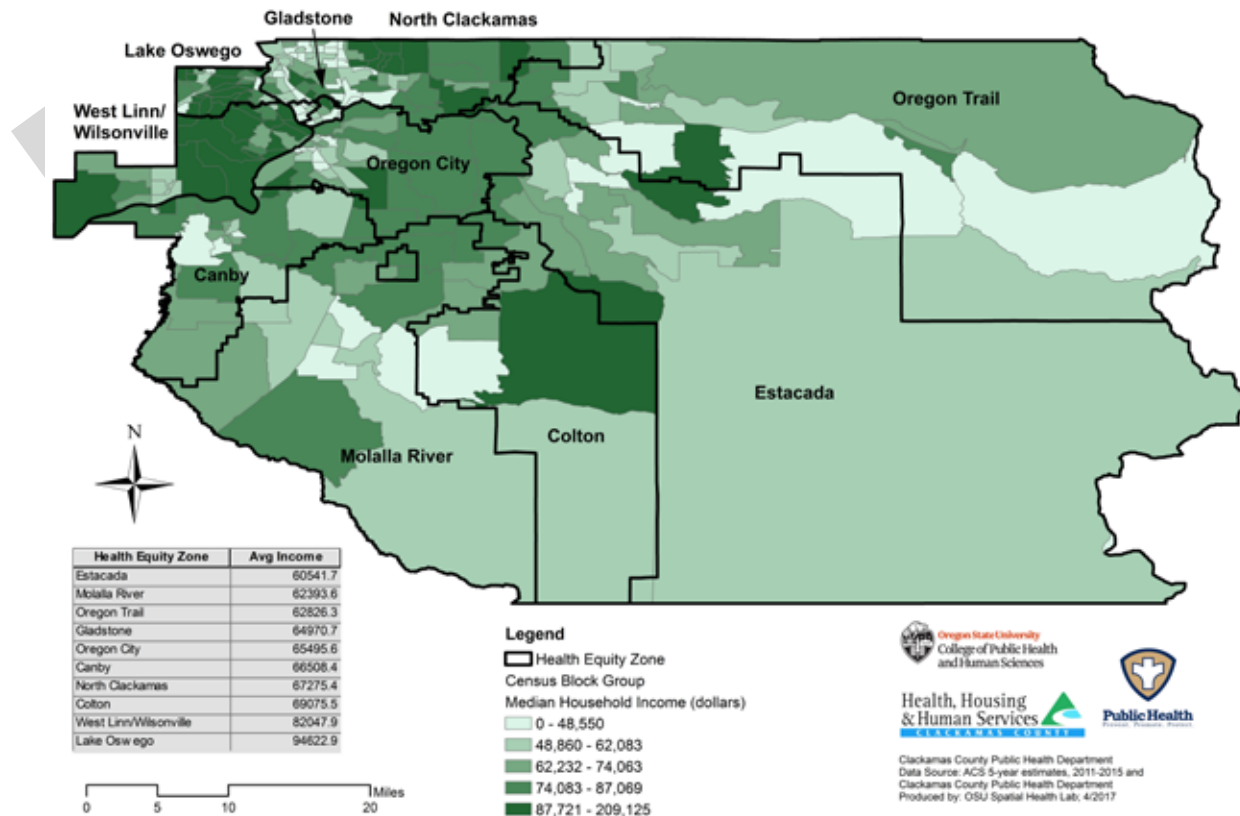 Gladstone
North Clackamas
Lake Oswego
West Linn/
Wilsonville
Oregon Trail
Oregon City
Canby
Estacada
Colton
Molalla River
N
Health Equity Zone Avg Income
Estacada 60541.7
Molalla River 62393.6
Oregon Trail 62826.3
Gladstone 64970.7
Oregon City 65495.6
Canby 66508.4
North Clackamas 67275.4
Colton 69075.5
West Linn/Wilsonville 82047.9
Lake Oswego 94622.9
Miles
0 5 10 20
Legend
Health Equity Zone
Census Block Group
Median Household Income (dollars)
0 - 48,550
48,860 - 62,083
62,232 - 74,063
74,083 - 87,069
87,721 - 209,125
Oregon State University
College of Public Health
and Human Sciences
Health, Housing
& Human Services
CLACKAMAS COUNTY
Public Health
Prevent. Promote. Protect.
Clackamas County Public Health Department
Data Source: ACS 5-year estimates, 2011-2015 and
Clackamas County Public Health Department
Produced by: OSU Spatial Health Lab; 4/2017